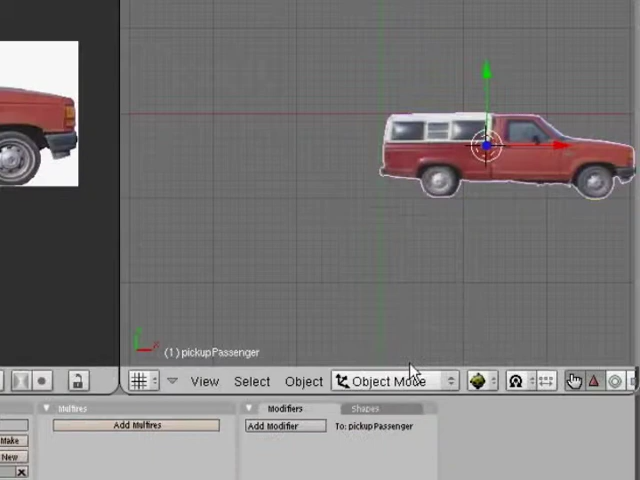 (1) pickupPassenger
View Select Object Object Mode
Multires
Modifiers Shapes
Make
Add Multires
Add Modifier To: pickupPassenger
New